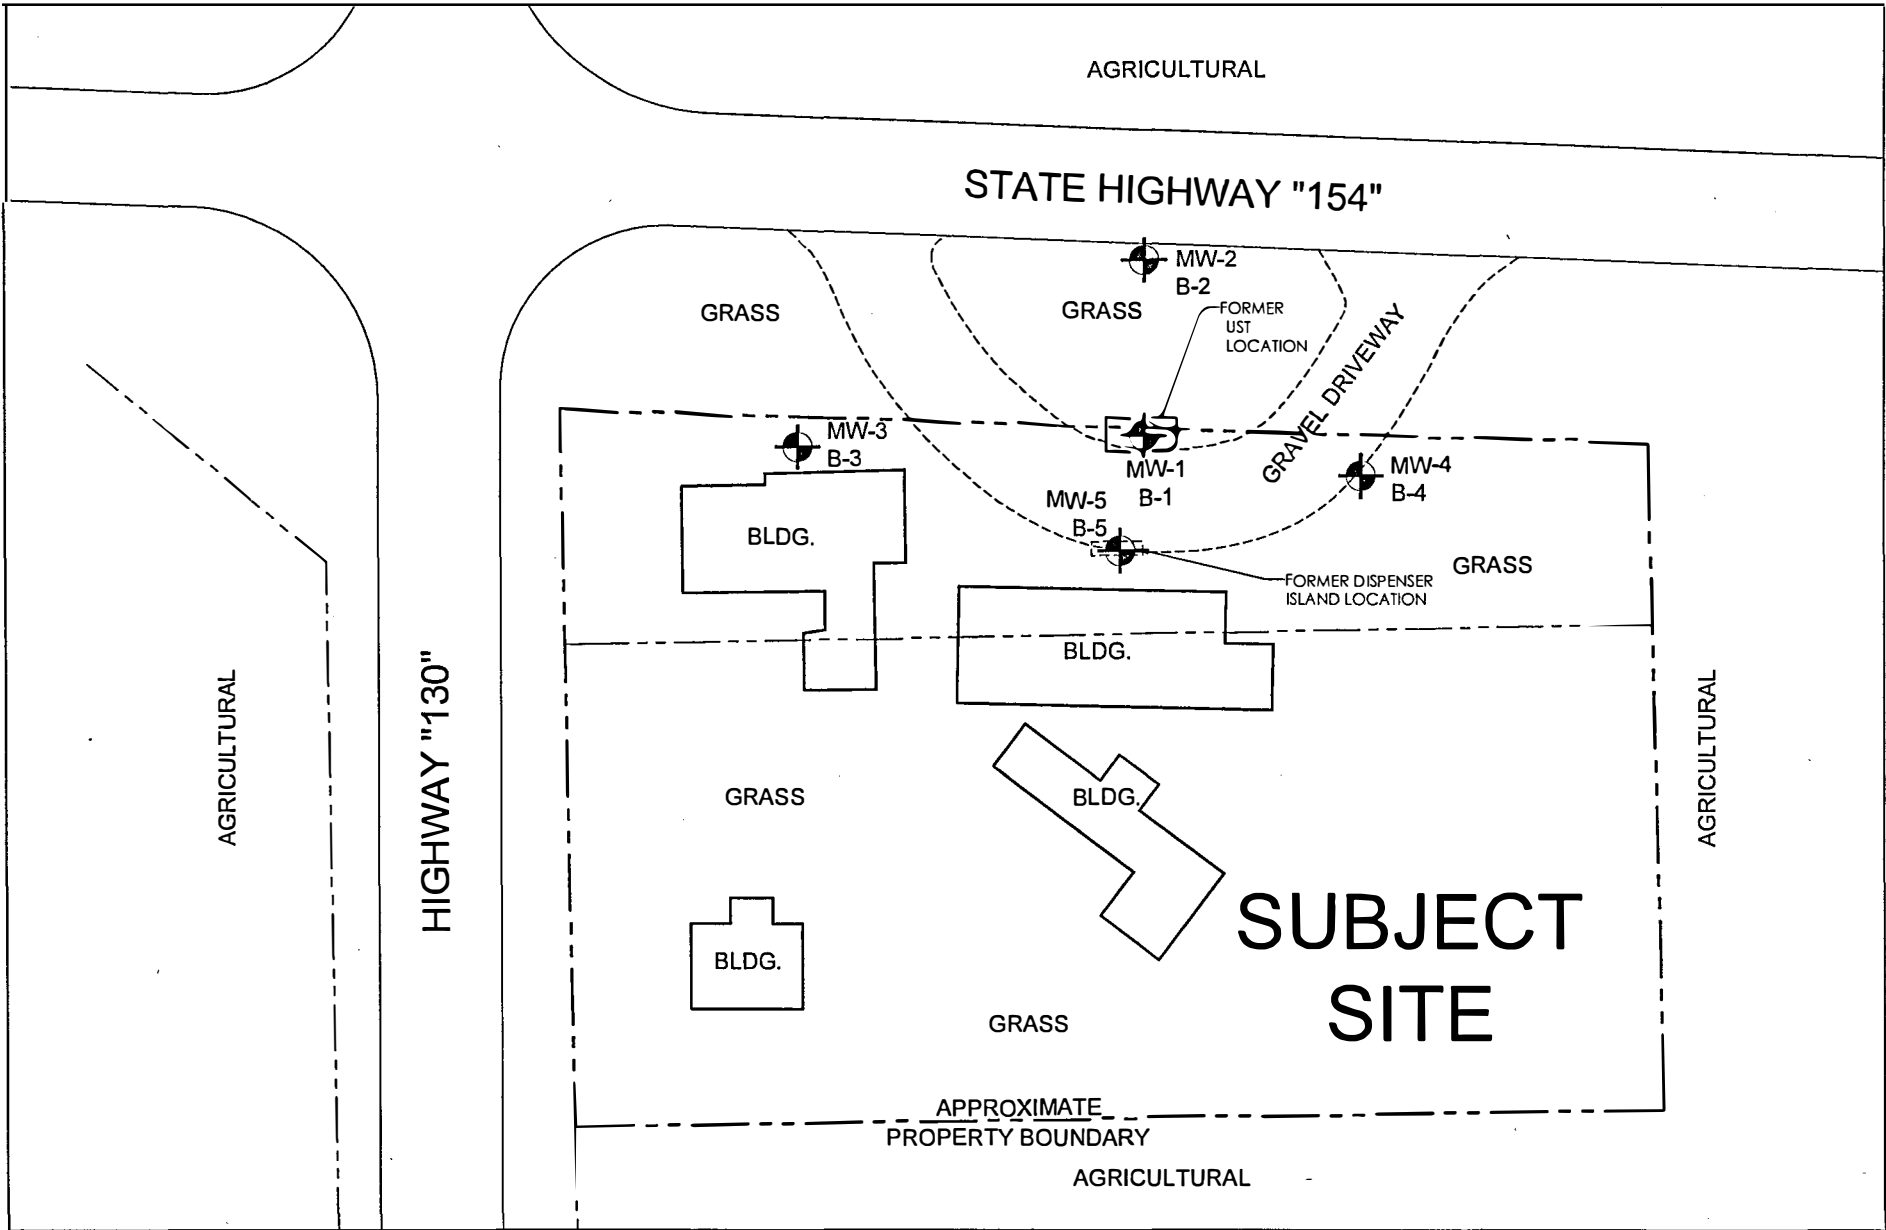 AGRICULTURAL
STATE HIGHWAY "154"
MW-2
B-2
GRASS
GRASS
FORMER
UST
LOCATION
GRAVEL DRIVEWAY
MW-3
B-3
MW-1
B-1
MW-4
B-4
MW-5
B-5
BLDG.
GRASS
FORMER DISPENSER
ISLAND LOCATION
BLDG.
AGRICULTURAL
HIGHWAY "130"
AGRICULTURAL
GRASS
BLDG.
SUBJECT
SITE
BLDG.
GRASS
APPROXIMATE
PROPERTY BOUNDARY
AGRICULTURAL